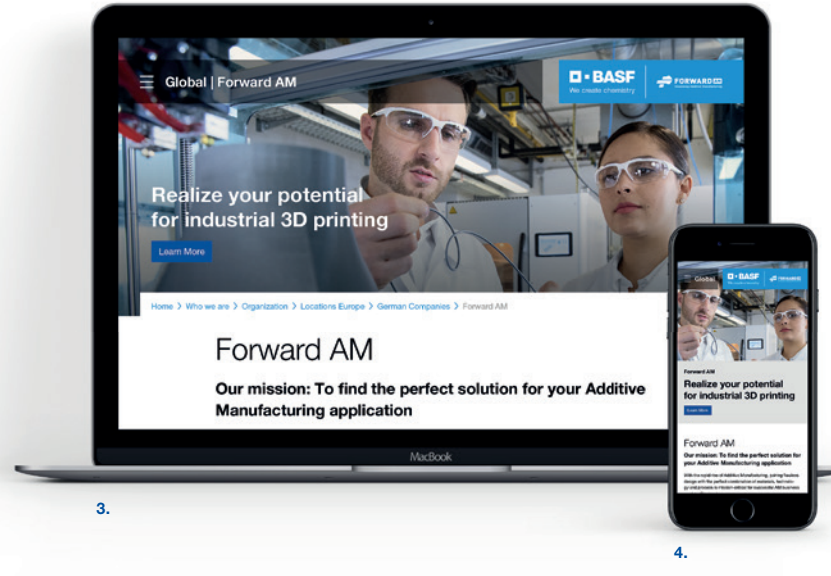 Global | Forward AM
BASF
We create chemistry
FORWARD AM
Realize your potential
for industrial 3D printing
Learn More
Home > Who we are > Organization > Locations Europe > German Companies > Forward AM
Forward AM
Our mission: To find the perfect solution for your Additive
Manufacturing application
MacBook
3.
Global
BASF
We create chemistry
FORWARD AM
Forward AM
Realize your potential
for industrial 3D printing
Learn More
Forward AM
Our mission: To find the perfect solution for
your Additive Manufacturing application
4.